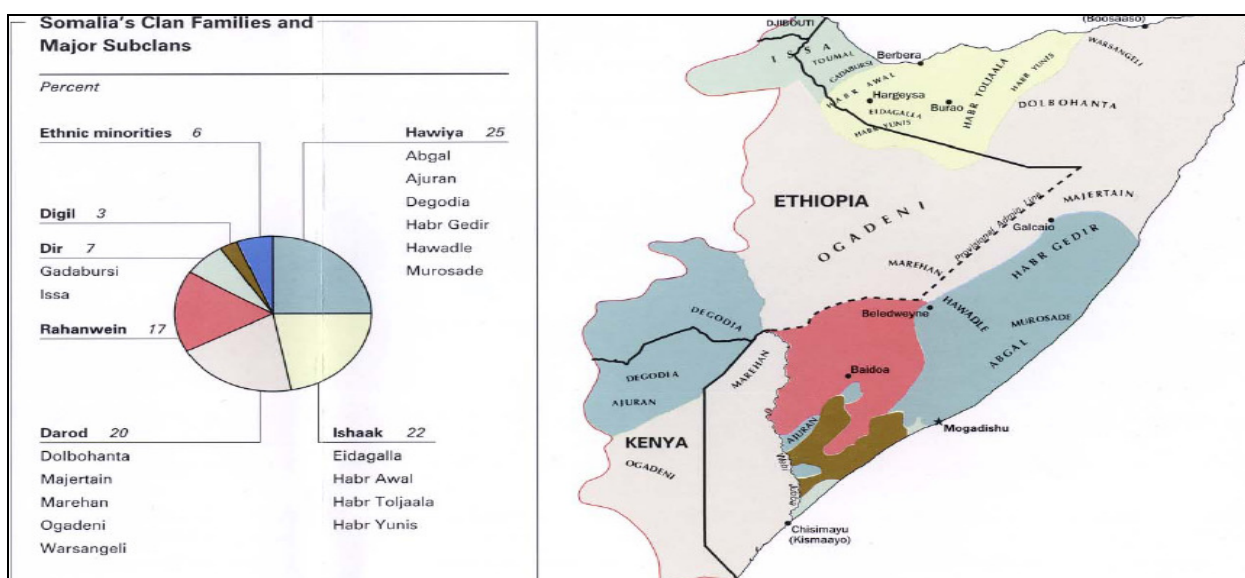 Somalia's Clan Families and
Major Subclans
Percent
Ethnic minorities 6
Digil 3
Dir 7
Gadabursi
Issa
Rahanwein 17
Hawiya 25
Abgal
Ajuran
Degodia
Habr Gedir
Hawadle
Murosade
Darod 20
Dolbohanta
Majertain
Marehan
Ogadeni
Warsangeli
Ishaak 22
Eidagalla
Habr Awal
Habr Toljaala
Habr Yunis
DJIBOUTI
(Boosaaso)
ISSA
TOUMAL
GADABURSI
Berbera
WARSANGELI
HABR AWAL
Hargeysa
EIDAGALLA
HABR YUNIS
Burao
HABR TOLJAALA
HABR YUNIS
DOLBOHANTA
ETHIOPIA
OGADENI
Provisional Admin Line
MAJERTAIN
Galcaio
HABR GEDIR
MAREHAN
DEGODIA
Beledweyne
HAWADLE
MUROSADE
ABGAL
DEGODIA
AJURAN
MAREHAN
Baidoa
KENYA
OGADENI
AJURAN
Mogadishu
Webi Jubba
Chisimayu
(Kismaayo)